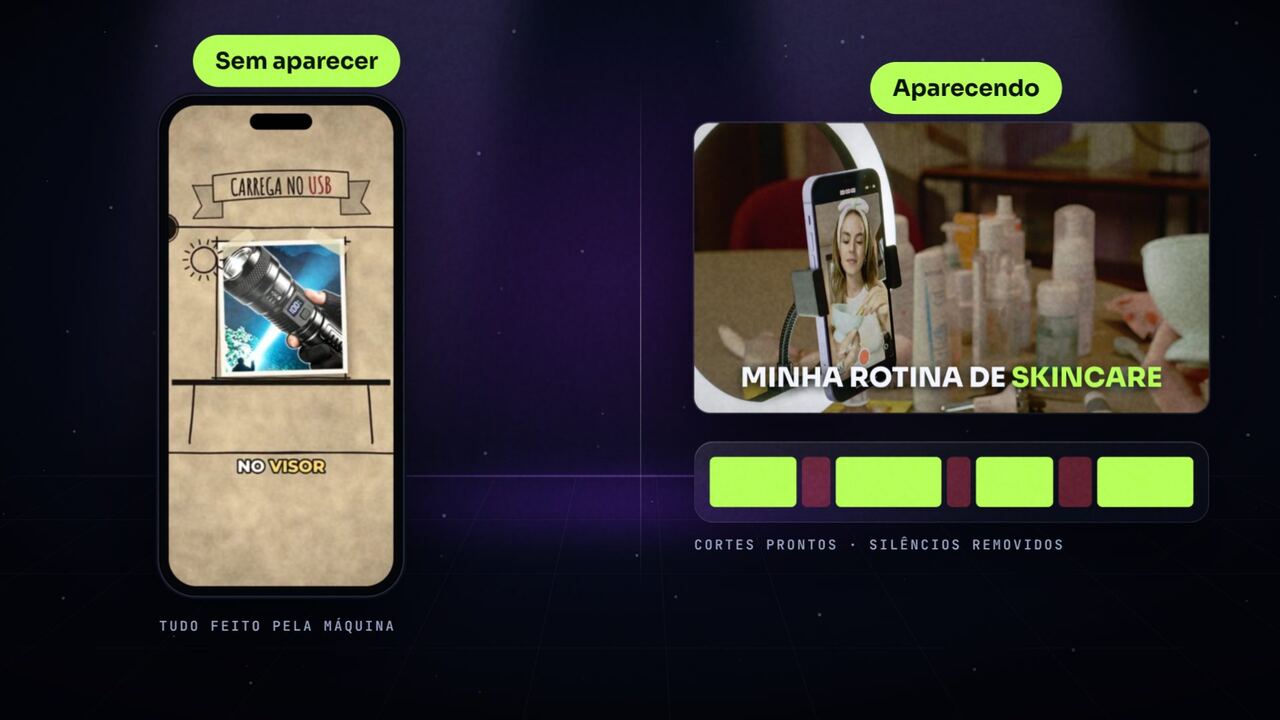 Sem aparecer
CARREGA NO USB
NO VISOR
TUDO FEITO PELA MÁQUINA
Aparecendo
MINHA ROTINA DE SKINCARE
CORTES PRONTOS · SILÊNCIOS REMOVIDOS